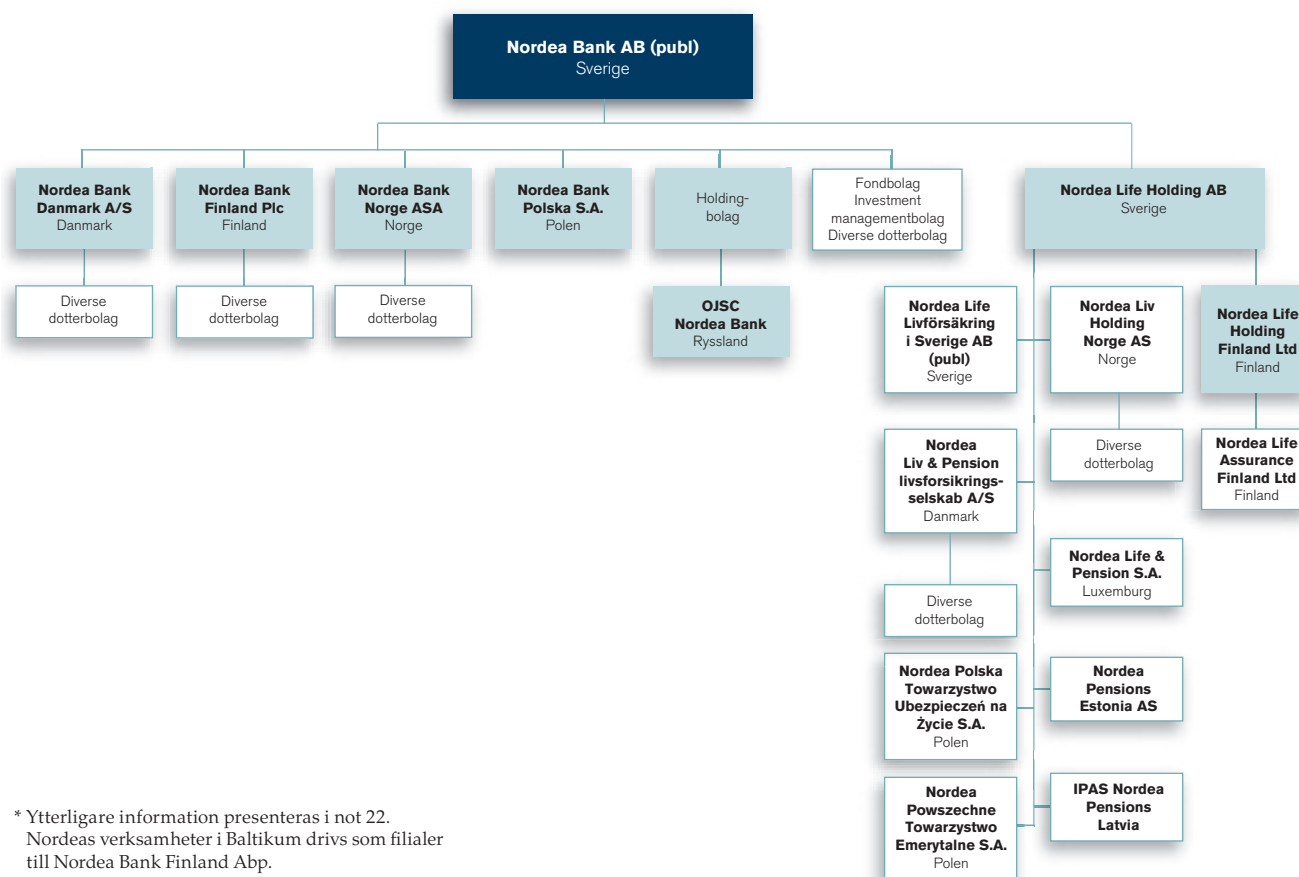 Nordea Bank AB (publ)
Sverige
Nordea Bank
Danmark A/S
Danmark
Nordea Bank
Finland Plc
Finland
Nordea Bank
Norge ASA
Norge
Nordea Bank
Polska S.A.
Polen
Holding-
bolag
Fondbolag
Investment
managementbolag
Diverse dotterbolag
Nordea Life Holding AB
Sverige
Diverse
dotterbolag
Diverse
dotterbolag
Diverse
dotterbolag
OJSC
Nordea Bank
Ryssland
Nordea Life
Livförsäkring
i Sverige AB
(publ)
Sverige
Nordea Liv
Holding
Norge AS
Norge
Nordea Life
Holding
Finland Ltd
Finland
Nordea
Liv & Pension
livsforsikrings-
selskab A/S
Danmark
Diverse
dotterbolag
Nordea Life
Assurance
Finland Ltd
Finland
Nordea Life &
Pension S.A.
Luxemburg
Diverse
dotterbolag
Nordea Polska
Towarzystwo
Ubezpieczeń na
Życie S.A.
Polen
Nordea
Pensions
Estonia AS
Nordea
Powszechne
Towarzystwo
Emerytalne S.A.
Polen
IPAS Nordea
Pensions
Latvia
* Ytterligare information presenteras i not 22.
Nordeas verksamheter i Baltikum drivs som filialer
till Nordea Bank Finland Abp.